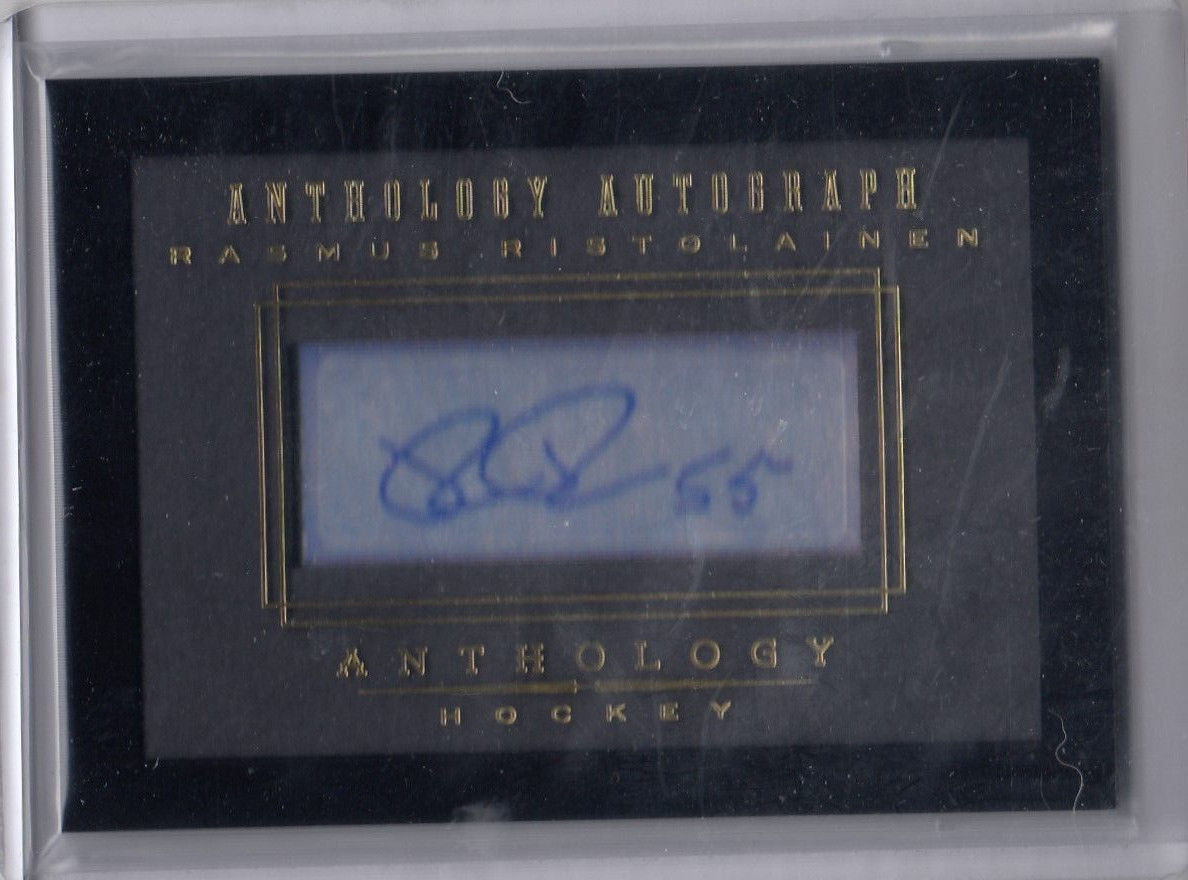 ANTHOLOGY AUTOGRAPH
RASMUS RISTOLAINEN
55
ANTHOLOGY
HOCKEY